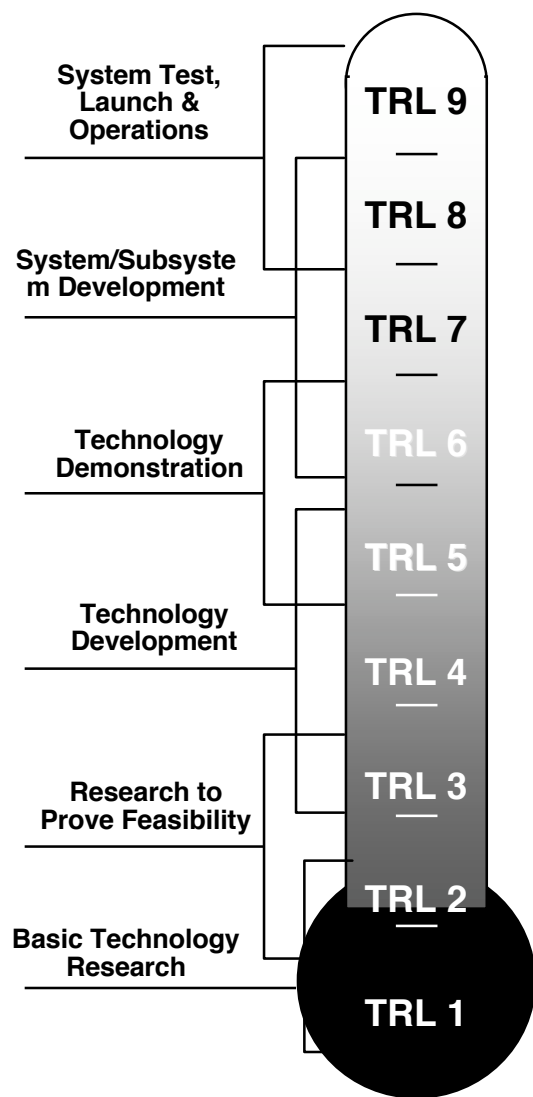 System Test,
Launch &
Operations
System/Subsyste
m Development
Technology
Demonstration
Technology
Development
Research to
Prove Feasibility
Basic Technology
Research
TRL 9
TRL 8
TRL 7
TRL 6
TRL 5
TRL 4
TRL 3
TRL 2
TRL 1